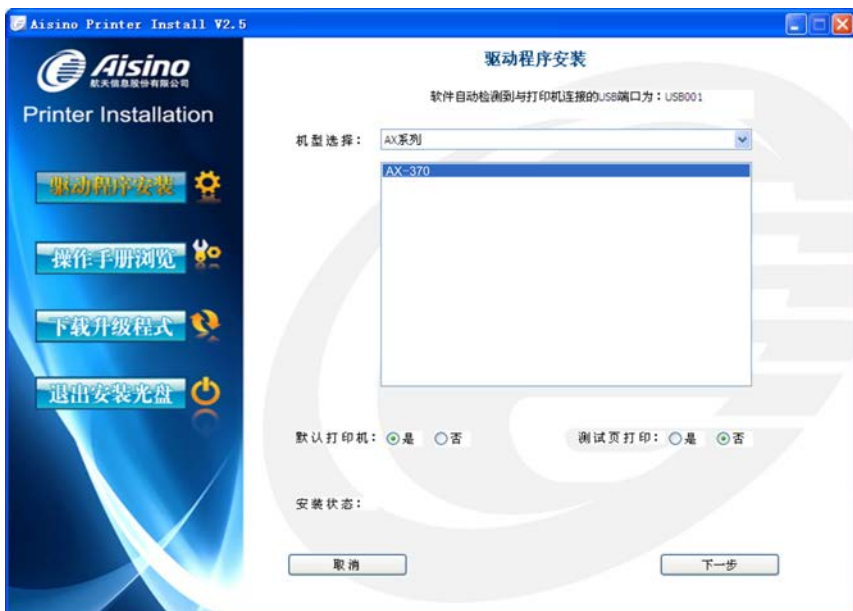 Aisino Printer Install V2.5
Aisino
航天信息股份有限公司
Printer Installation
驱动程序安装
操作手册浏览
下载升级程式
退出安装光盘
驱动程序安装
软件自动检测到与打印机连接的USB端口为：USB001
机型选择： AX系列
AX-370
默认打印机： 是 否 测试页打印： 是 否
安装状态：
取消 下一步